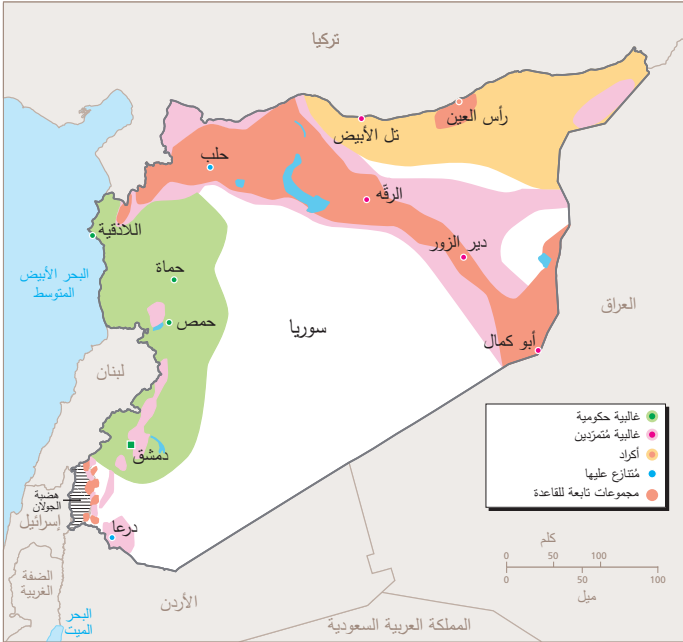 تركيا
رأس العين
تل الأبيض
حلب
الرقّه
اللاذقية
دير الزور
حماة
البحر الأبيض
المتوسط
العراق
حمص
سوريا
أبو كمال
لبنان
دمشق
هضبة
الجولان
إسرائيل
درعا
الضفة
الغربية
الأردن
البحر
الميت
المملكة العربية السعودية
غالبية حكومية
غالبية مُتمرّدين
أكراد
مُتنازع عليها
مجموعات تابعة للقاعدة
كلم
0 50 100
0 50 100
ميل